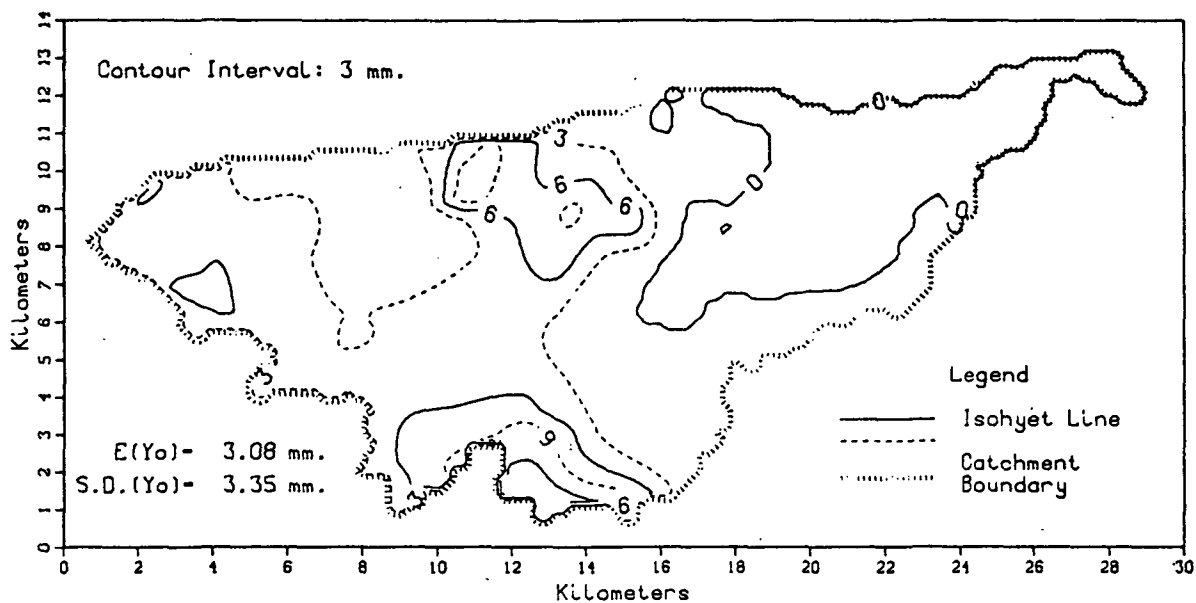 Contour Interval: 3 mm.
Kilometers
14
13
12
11
10
9
8
7
6
5
4
3
2
1
0
3
6
6
6
0
0
0
3
9
6
3
E(Yo)= 3.08 mm.
S.D.(Yo)= 3.35 mm.
Legend
Isohyet Line
Catchment
Boundary
0 2 4 6 8 10 12 14 16 18 20 22 24 26 28 30
Kilometers